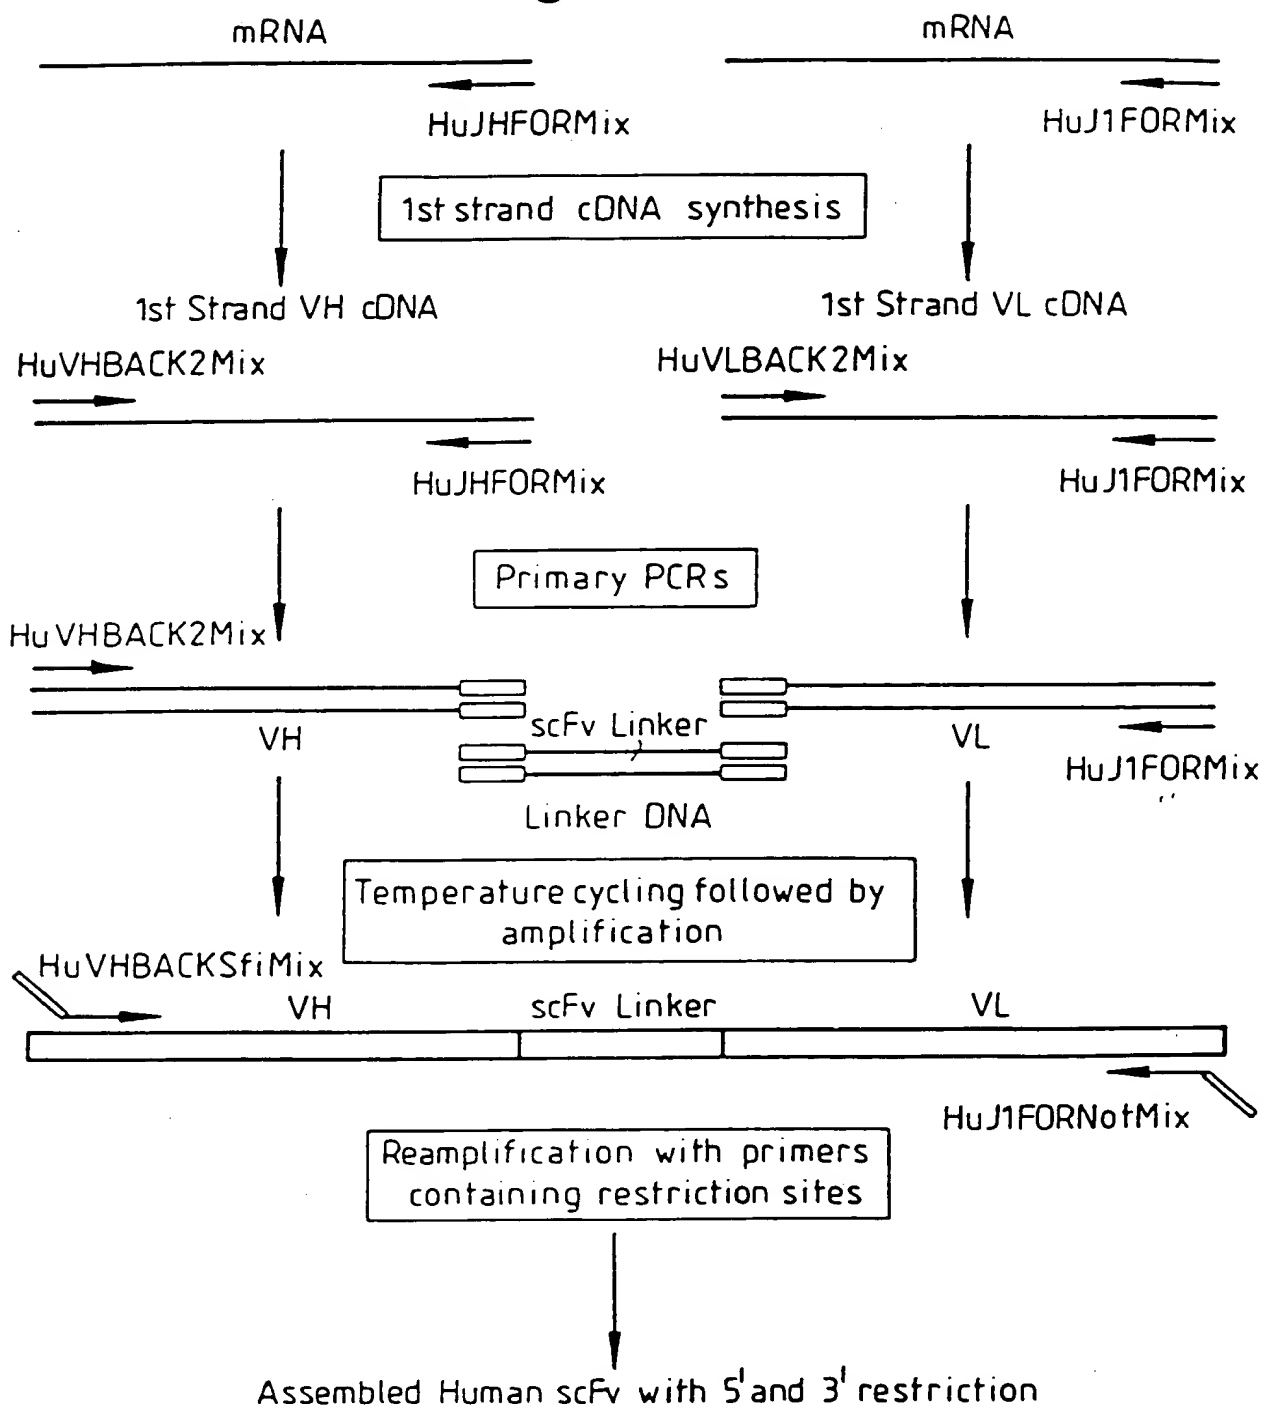 mRNA
mRNA
HuJHFORMix
HuJ1FORMix
1st strand cDNA synthesis
1st Strand VH cDNA
1st Strand VL cDNA
HuVHBACK2Mix
HuVLBACK2Mix
HuJHFORMix
HuJ1FORMix
Primary PCRs
HuVHBACK2Mix
scFv Linker
VH
VL
HuJ1FORMix
Linker DNA
Temperature cycling followed by
amplification
HuVHBACKSfiMix
VH
scFv Linker
VL
HuJ1FORNotMix
Reamplification with primers
containing restriction sites
Assembled Human scFv with 5' and 3' restriction